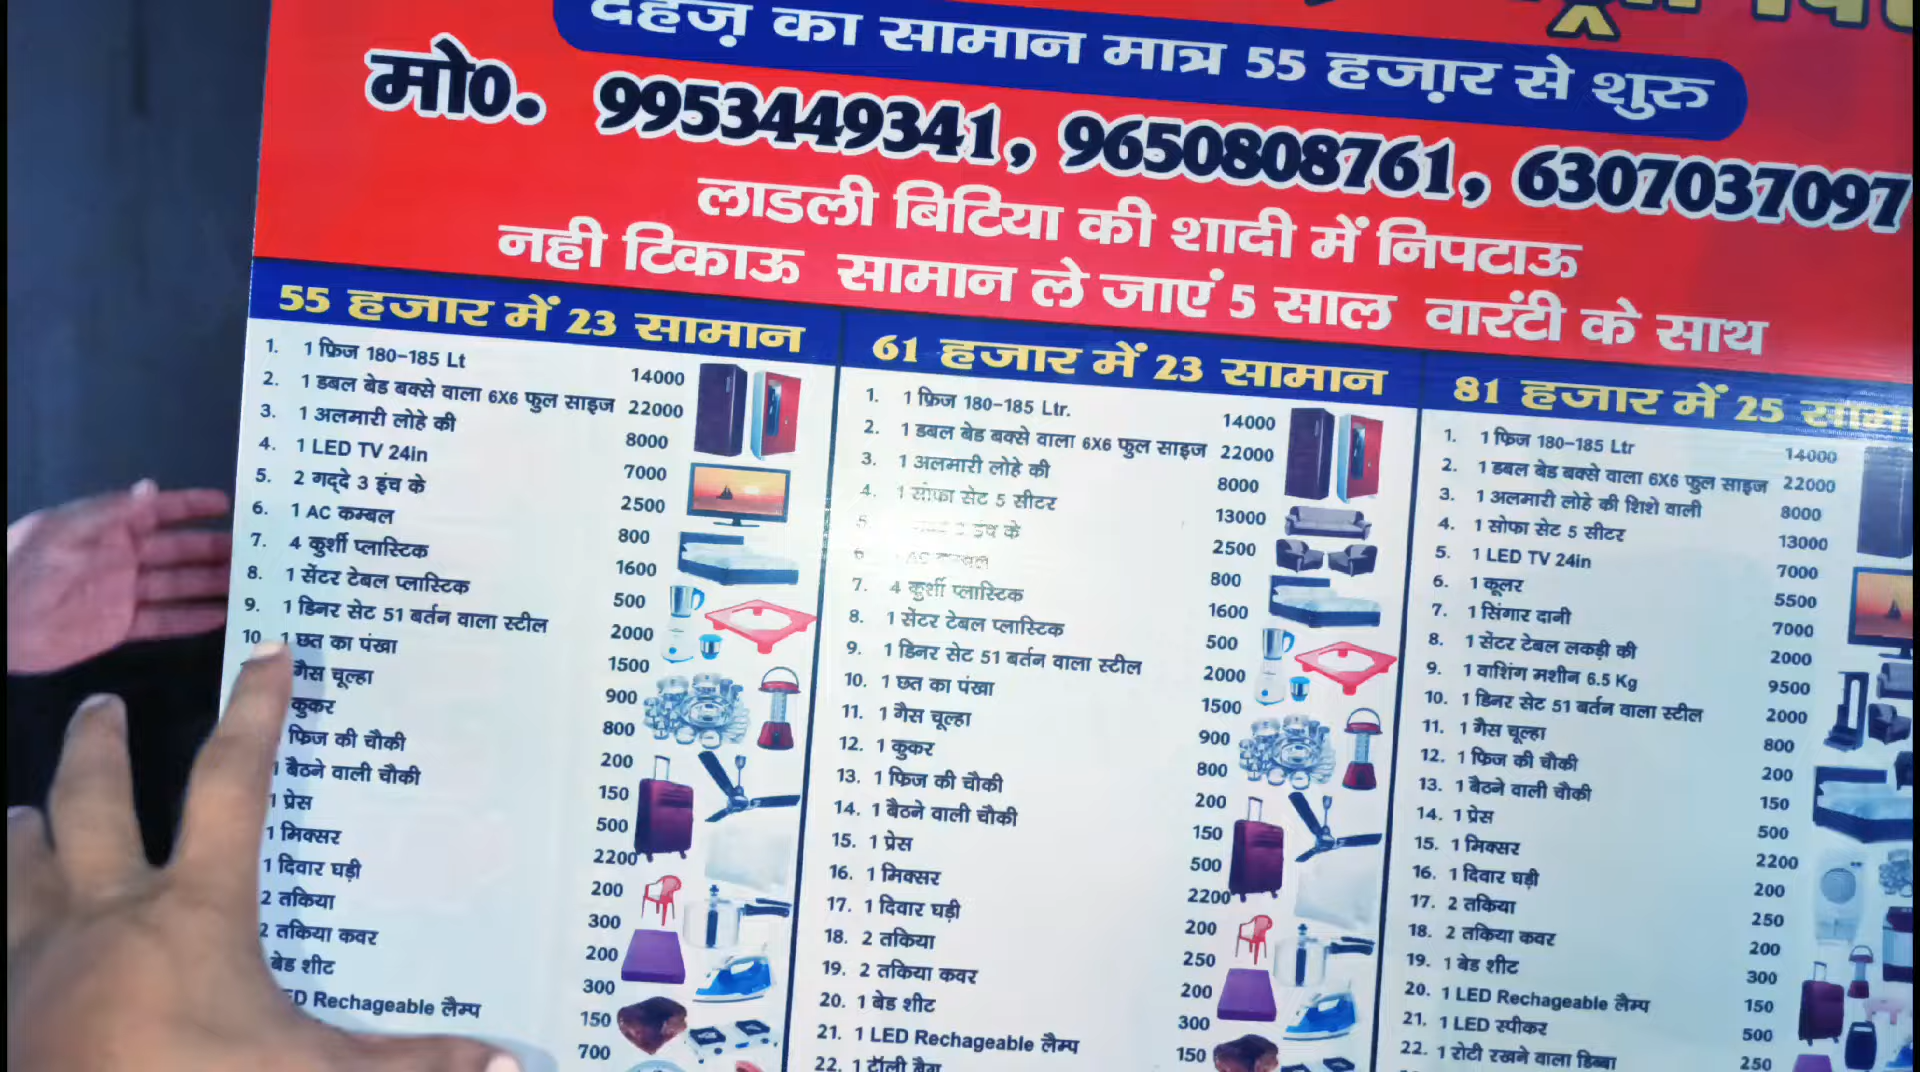 दहेज़ का सामान मात्र 55 हज़ार से शुरु
मो0. 9953449341, 9650808761, 6307037097
लाडली बिटिया की शादी में निपटाऊ
नही टिकाऊ सामान ले जाएं 5 साल वारंटी के साथ
55 हजार में 23 सामान
1. 1 फ्रिज 180-185 Lt 14000
2. 1 डबल बेड बक्से वाला 6X6 फुल साइज 22000
3. 1 अलमारी लोहे की 8000
4. 1 LED TV 24in 7000
5. 2 गद्दे 3 इंच के 2500
6. 1 AC कम्बल 800
7. 4 कुर्शी प्लास्टिक 1600
8. 1 सेंटर टेबल प्लास्टिक 500
9. 1 डिनर सेट 51 बर्तन वाला स्टील 2000
10. 1 छत का पंखा 1500
गैस चूल्हा 900
कुकर 800
फ्रिज की चौकी 200
1 बैठने वाली चौकी 150
1 प्रेस 500
1 मिक्सर 2200
1 दिवार घड़ी 200
2 तकिया 300
2 तकिया कवर 200
बेड शीट 300
Rechageable लैम्प 150
700
61 हजार में 23 सामान
1. 1 फ्रिज 180-185 Ltr. 14000
2. 1 डबल बेड बक्से वाला 6X6 फुल साइज 22000
3. 1 अलमारी लोहे की 8000
4. 1 सोफा सेट 5 सीटर 13000
5. 3 इंच के 2500
6. AC कम्बल 800
7. 4 कुर्शी प्लास्टिक 1600
8. 1 सेंटर टेबल प्लास्टिक 500
9. 1 डिनर सेट 51 बर्तन वाला स्टील 2000
10. 1 छत का पंखा 1500
11. 1 गैस चूल्हा 900
12. 1 कुकर 800
13. 1 फ्रिज की चौकी 200
14. 1 बैठने वाली चौकी 150
15. 1 प्रेस 500
16. 1 मिक्सर 2200
17. 1 दिवार घड़ी 200
18. 2 तकिया 250
19. 2 तकिया कवर 200
20. 1 बेड शीट 300
21. 1 LED Rechageable लैम्प 150
22. 1 ट्रॉली बैग
81 हजार में 25
1. 1 फ्रिज 180-185 Ltr 14000
2. 1 डबल बेड बक्से वाला 6X6 फुल साइज 22000
3. 1 अलमारी लोहे की शिशे वाली 8000
4. 1 सोफा सेट 5 सीटर 13000
5. 1 LED TV 24in 7000
6. 1 कूलर 5500
7. 1 सिंगार दानी 7000
8. 1 सेंटर टेबल लकड़ी की 2000
9. 1 वाशिंग मशीन 6.5 Kg 9500
10. 1 डिनर सेट 51 बर्तन वाला स्टील 2000
11. 1 गैस चूल्हा 800
12. 1 फ्रिज की चौकी 200
13. 1 बैठने वाली चौकी 150
14. 1 प्रेस 500
15. 1 मिक्सर 2200
16. 1 दिवार घड़ी 200
17. 2 तकिया 250
18. 2 तकिया कवर 200
19. 1 बेड शीट 300
20. 1 LED Rechageable लैम्प 150
21. 1 LED स्पीकर 500
22. 1 रोटी रखने वाला डिब्बा 250